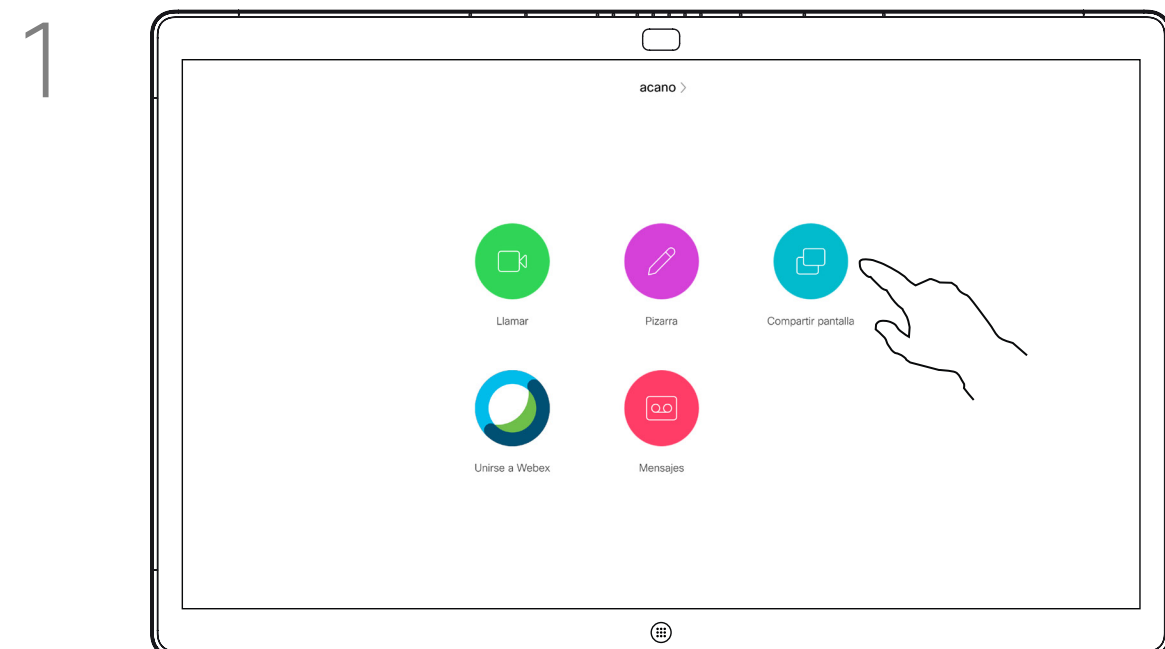 1
acano
Llamar
Pizarra
Compartir pantalla
Unirse a Webex
Mensajes